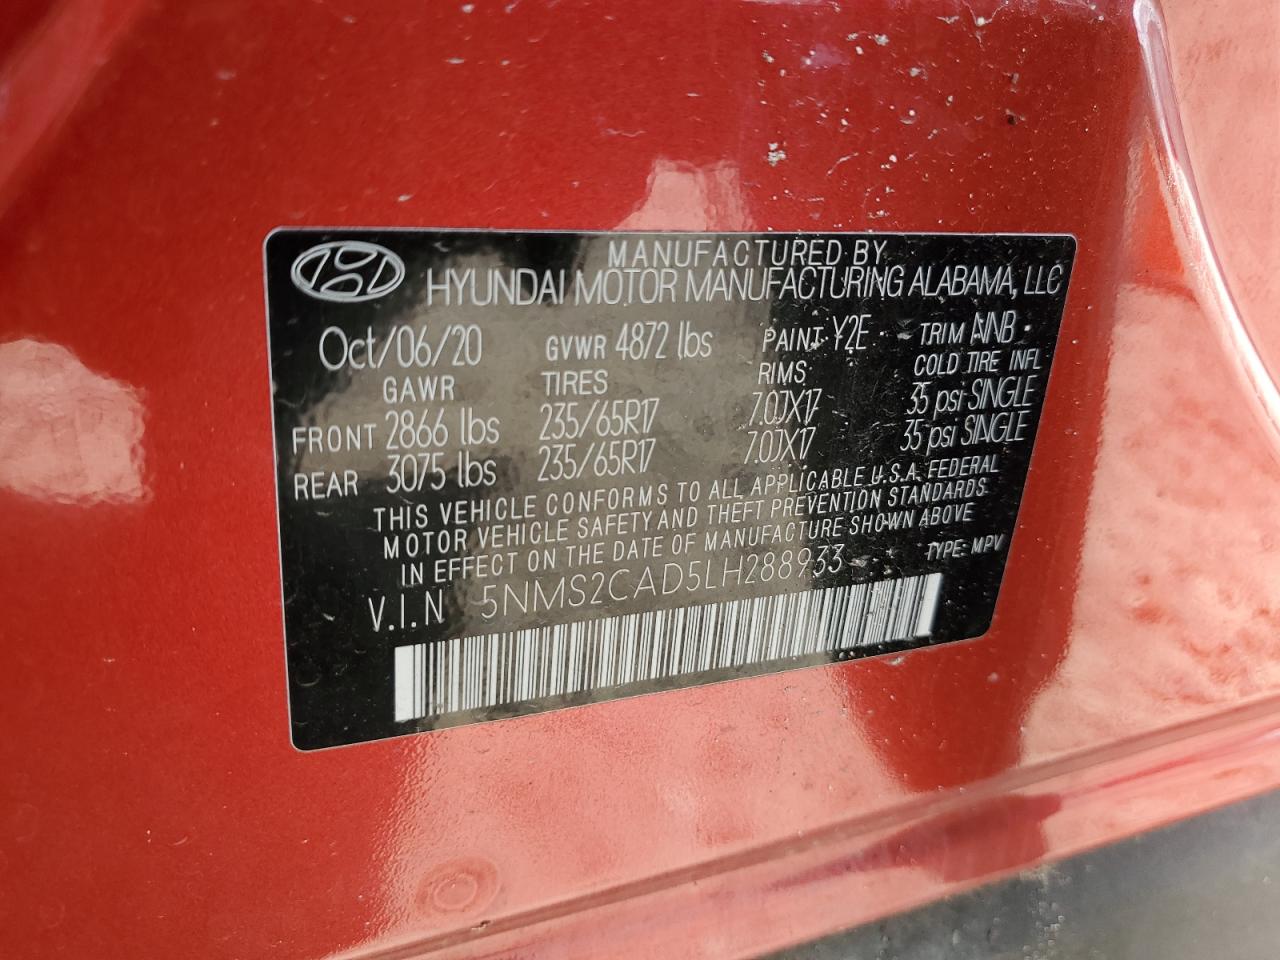 MANUFACTURED BY
HYUNDAI MOTOR MANUFACTURING ALABAMA, LLC
Oct/06/20 GVWR 4872 lbs PAINT Y2E TRIM NNB
GAWR TIRES RIMS COLD TIRE INFL
FRONT 2866 lbs 235/65R17 7.0JX17 35 psi SINGLE
REAR 3075 lbs 235/65R17 7.0JX17 35 psi SINGLE
THIS VEHICLE CONFORMS TO ALL APPLICABLE U.S.A. FEDERAL
MOTOR VEHICLE SAFETY AND THEFT PREVENTION STANDARDS
IN EFFECT ON THE DATE OF MANUFACTURE SHOWN ABOVE
V.I.N 5NMS2CAD5LH288933 TYPE: MPV